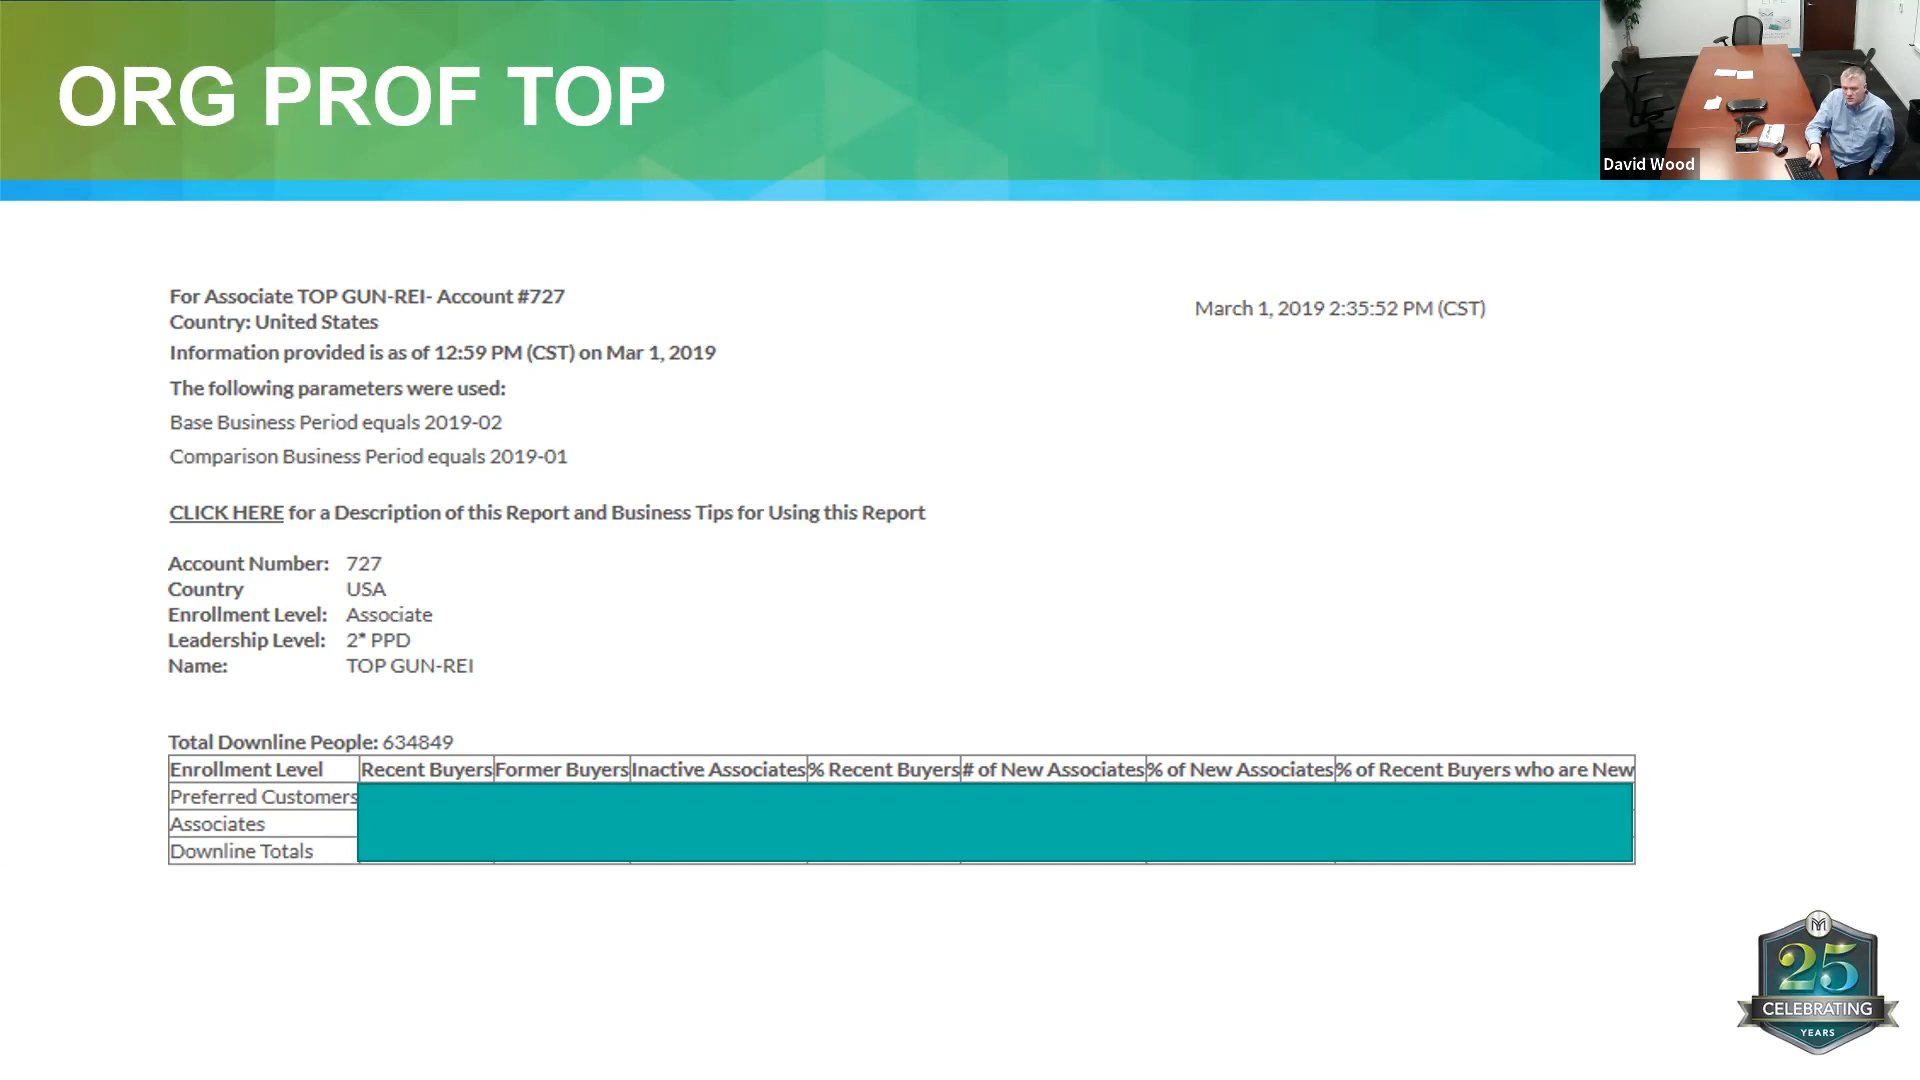 ORG PROF TOP
David Wood
For Associate TOP GUN-REI- Account #727
Country: United States
March 1, 2019 2:35:52 PM (CST)
Information provided is as of 12:59 PM (CST) on Mar 1, 2019
The following parameters were used:
Base Business Period equals 2019-02
Comparison Business Period equals 2019-01
CLICK HERE for a Description of this Report and Business Tips for Using this Report
Account Number: 727
Country USA
Enrollment Level: Associate
Leadership Level: 2* PPD
Name: TOP GUN-REI
Total Downline People: 634849
Enrollment Level Recent Buyers Former Buyers Inactive Associates % Recent Buyers # of New Associates % of New Associates % of Recent Buyers who are New
Preferred Customers
Associates
Downline Totals
25
CELEBRATING
YEARS